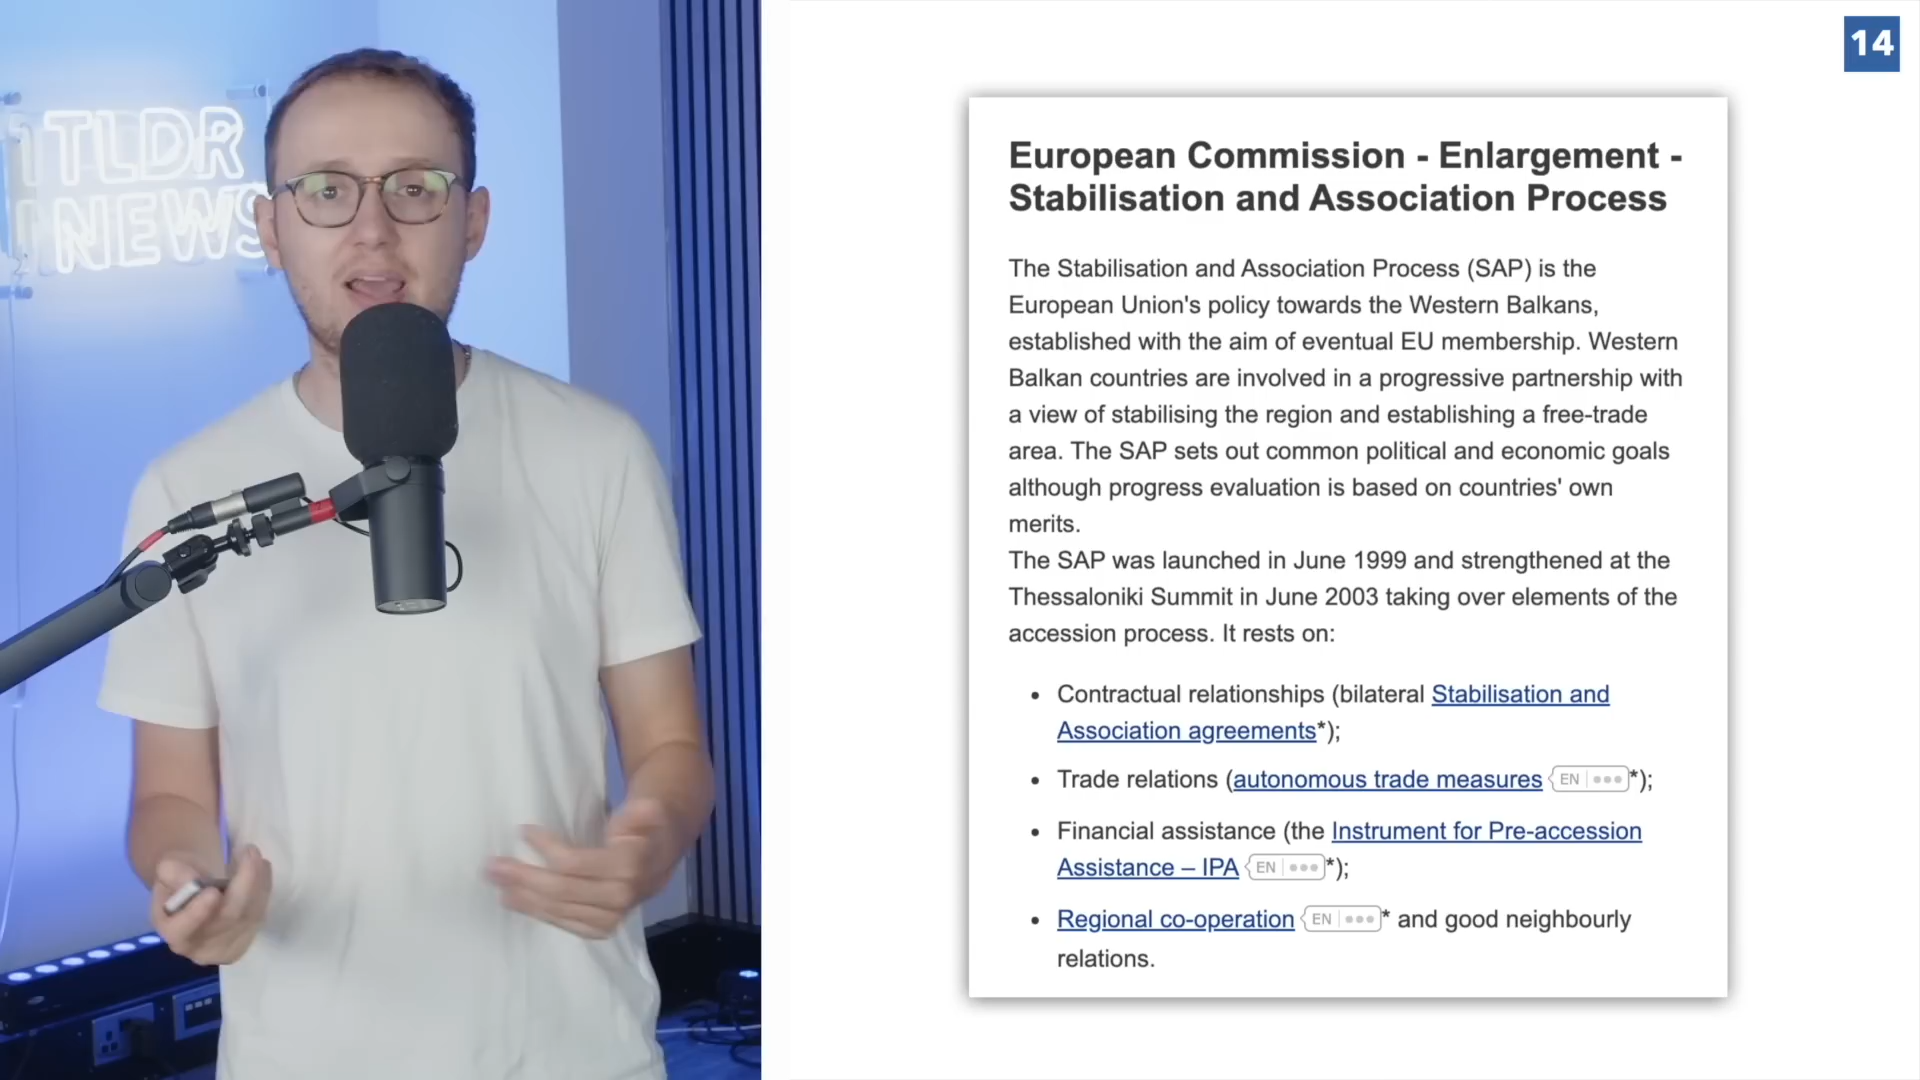 TLDR
NEWS
14
European Commission - Enlargement -
Stabilisation and Association Process
The Stabilisation and Association Process (SAP) is the
European Union's policy towards the Western Balkans,
established with the aim of eventual EU membership. Western
Balkan countries are involved in a progressive partnership with
a view of stabilising the region and establishing a free-trade
area. The SAP sets out common political and economic goals
although progress evaluation is based on countries' own
merits.
The SAP was launched in June 1999 and strengthened at the
Thessaloniki Summit in June 2003 taking over elements of the
accession process. It rests on:
• Contractual relationships (bilateral Stabilisation and
Association agreements*);
• Trade relations (autonomous trade measures EN ●●● *);
• Financial assistance (the Instrument for Pre-accession
Assistance – IPA EN ●●● *);
• Regional co-operation EN ●●● * and good neighbourly
relations.